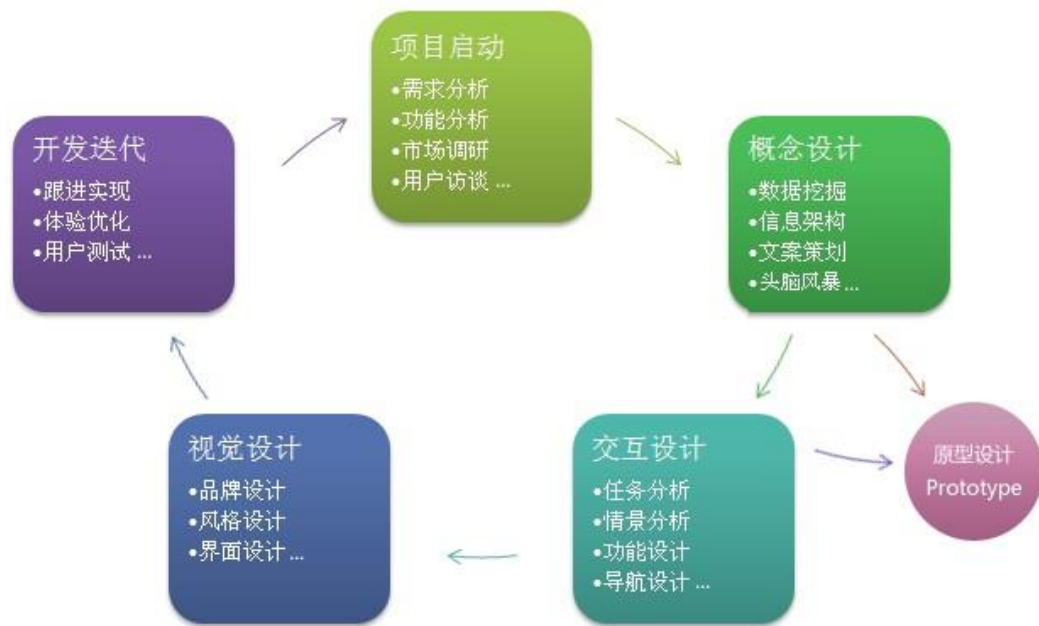 项目启动
•需求分析
•功能分析
•市场调研
•用户访谈 ...
概念设计
•数据挖掘
•信息架构
•文案策划
•头脑风暴 ...
原型设计
Prototype
交互设计
•任务分析
•情景分析
•功能设计
•导航设计 ...
视觉设计
•品牌设计
•风格设计
•界面设计 ...
开发迭代
•跟进实现
•体验优化
•用户测试 ...